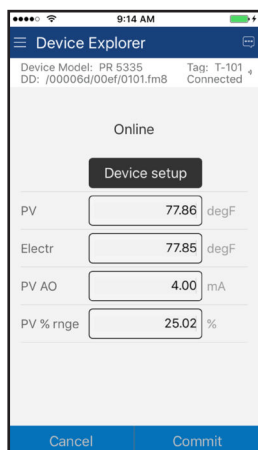 9:14 AM
Device Explorer
Device Model: PR 5335 Tag: T-101
DD: /00006d/00ef/0101.fm8 Connected
Online
Device setup
PV 77.86 degF
Electr 77.85 degF
PV AO 4.00 mA
PV % rnge 25.02 %
Cancel Commit